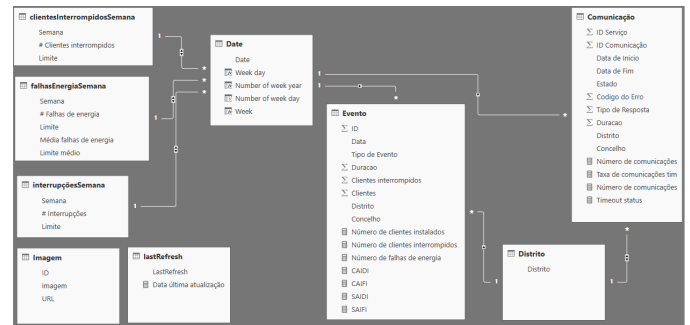 clientesInterrompidosSemana
Semana
# Clientes interrompidos
Limite
falhasEnergiaSemana
Semana
# Falhas de energia
Limite
Média falhas de energia
Limite médio
interrupçõesSemana
Semana
# Interrupções
Limite
Imagem
ID
imagem
URL
lastRefresh
LastRefresh
Data última atualização
Date
Date
Week day
Number of week year
Number of week day
Week
Evento
ID
Data
Tipo de Evento
Duracao
Clientes interrompidos
Clientes
Distrito
Concelho
Número de clientes instalados
Número de clientes interrompidos
Número de falhas de energia
CAIDI
CAIFI
SAIDI
SAIFI
Distrito
Distrito
Comunicação
ID Serviço
ID Comunicação
Data de Inicio
Data de Fim
Estado
Codigo do Erro
Tipo de Resposta
Duracao
Distrito
Concelho
Número de comunicações
Taxa de comunicações tim
Número de comunicações
Timeout status
1
*
1
*
1
*
1
*
1
*
*
1
1
*